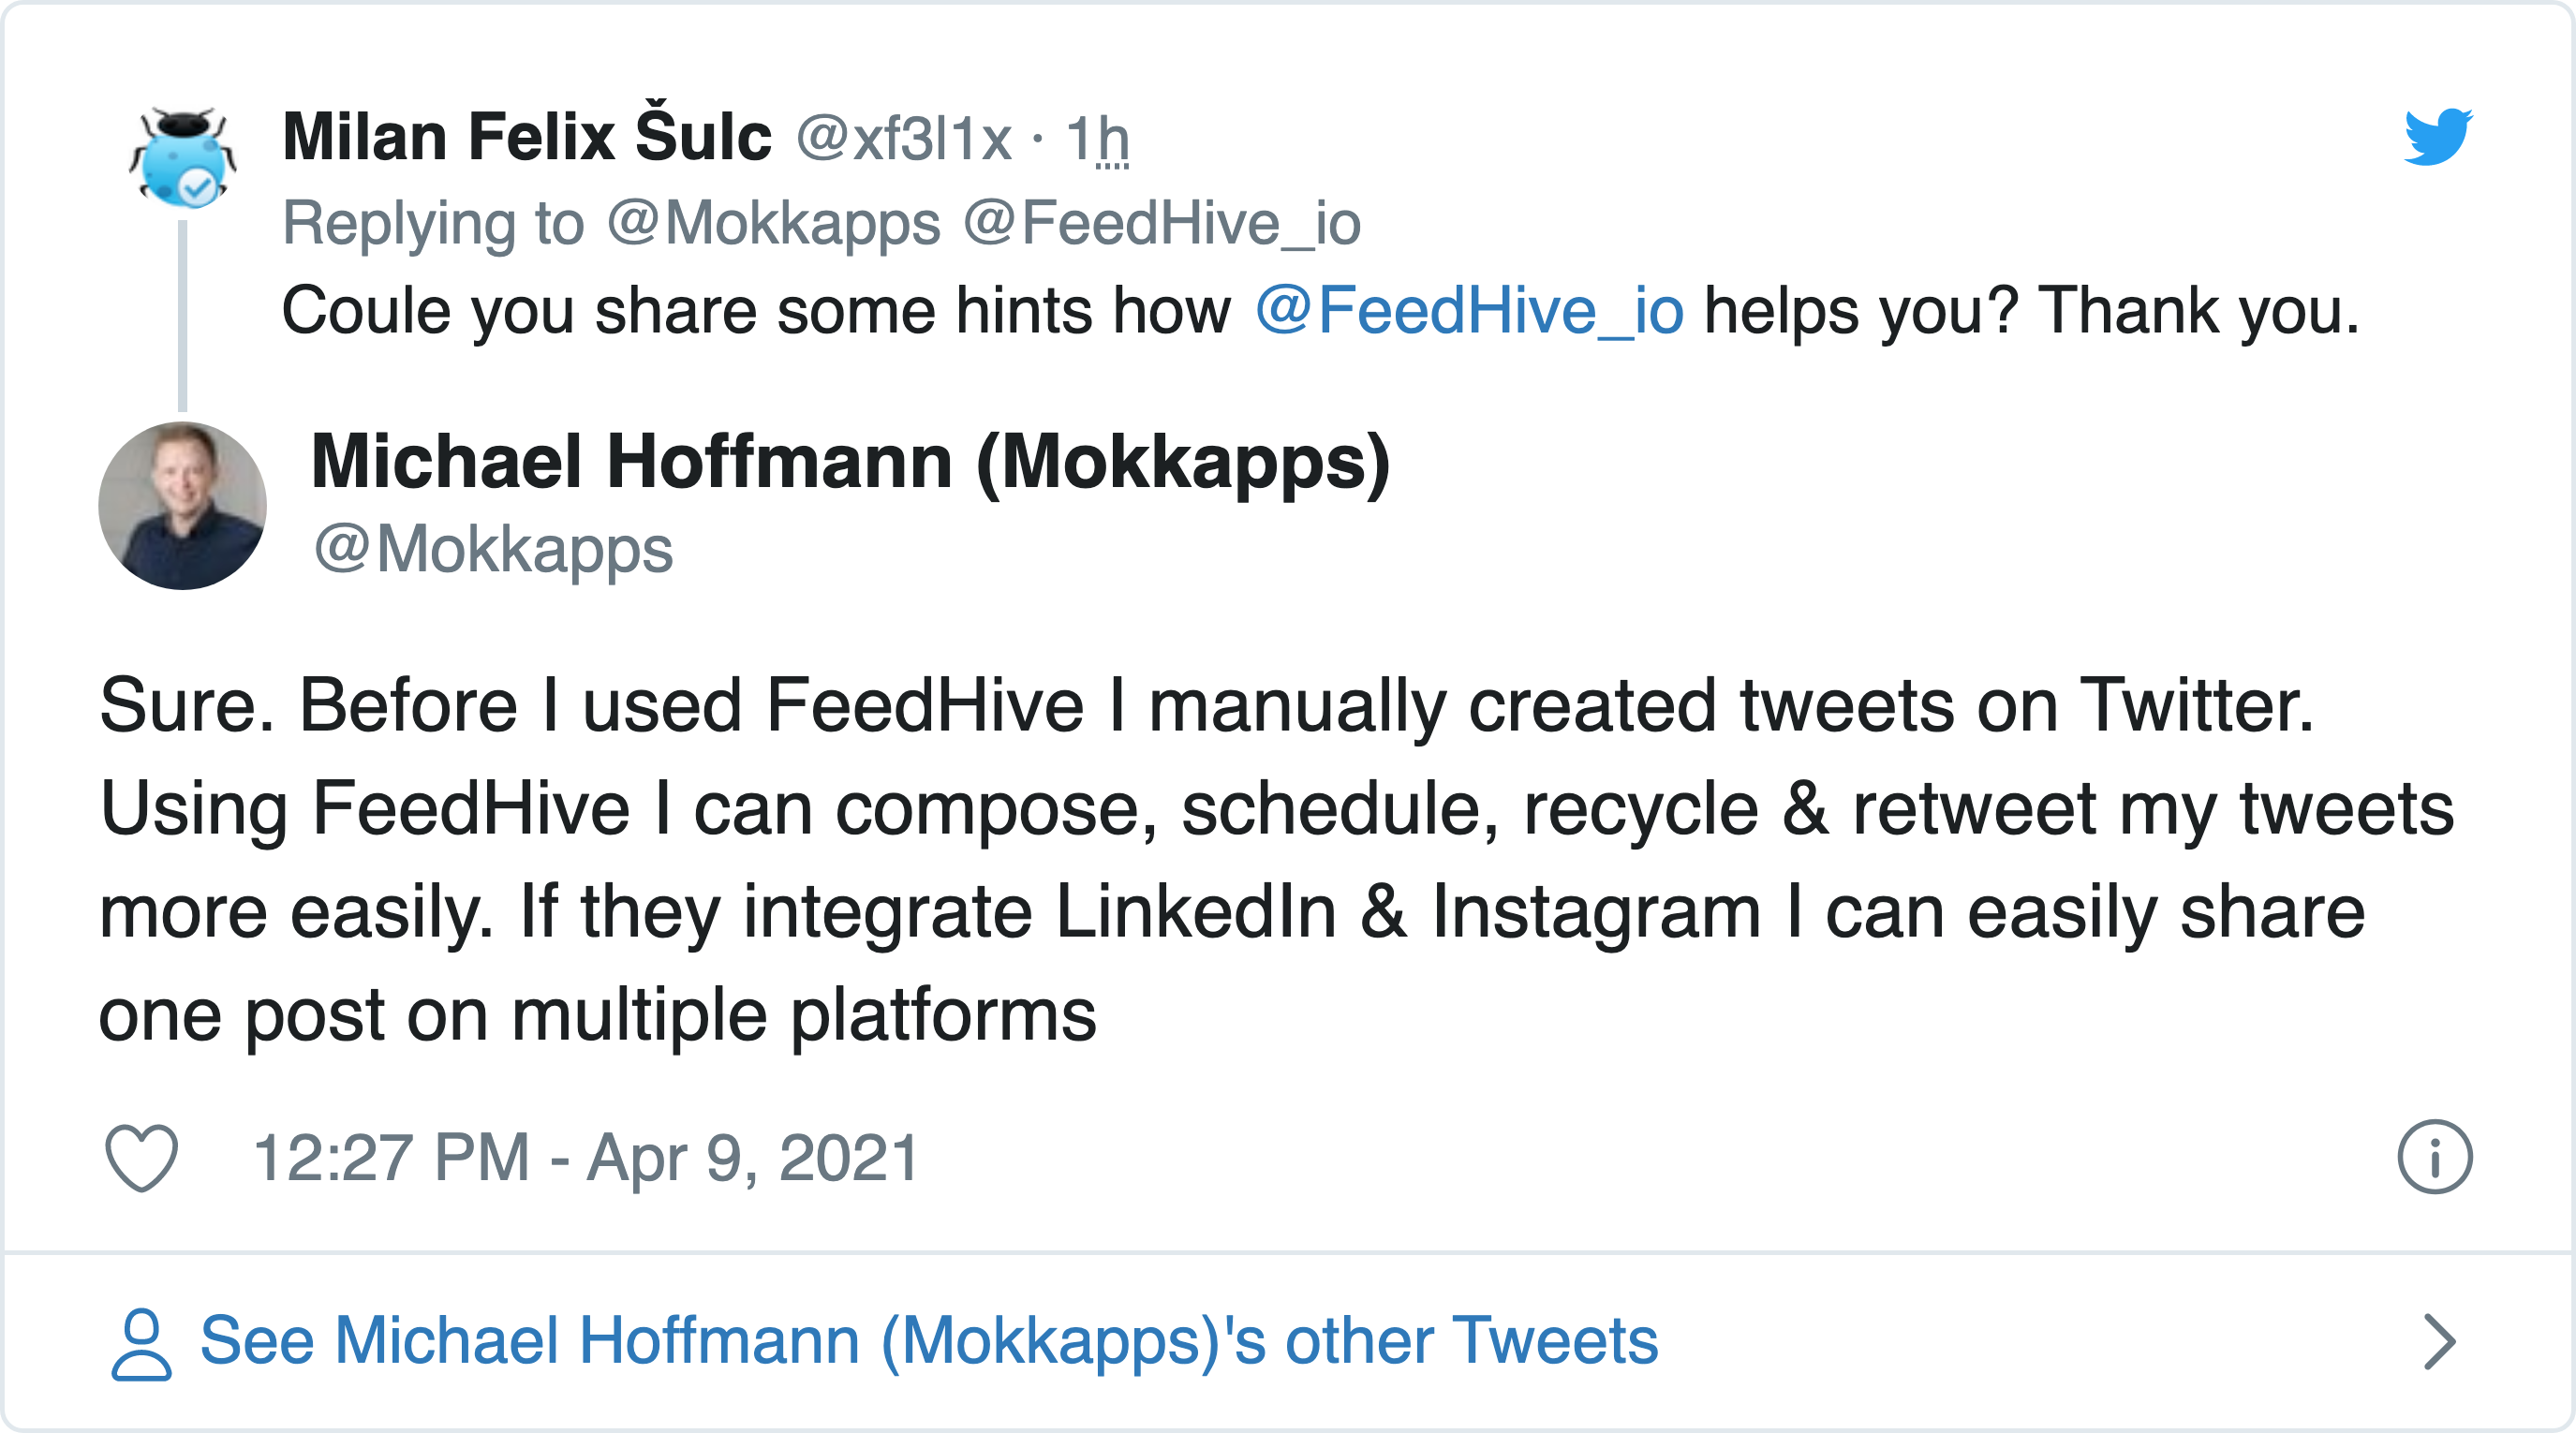 Milan Felix Šulc @xf3l1x · 1h
Replying to @Mokkapps @FeedHive_io
Coule you share some hints how @FeedHive_io helps you? Thank you.
Michael Hoffmann (Mokkapps)
@Mokkapps
Sure. Before I used FeedHive I manually created tweets on Twitter.
Using FeedHive I can compose, schedule, recycle & retweet my tweets
more easily. If they integrate LinkedIn & Instagram I can easily share
one post on multiple platforms
12:27 PM - Apr 9, 2021
See Michael Hoffmann (Mokkapps)'s other Tweets